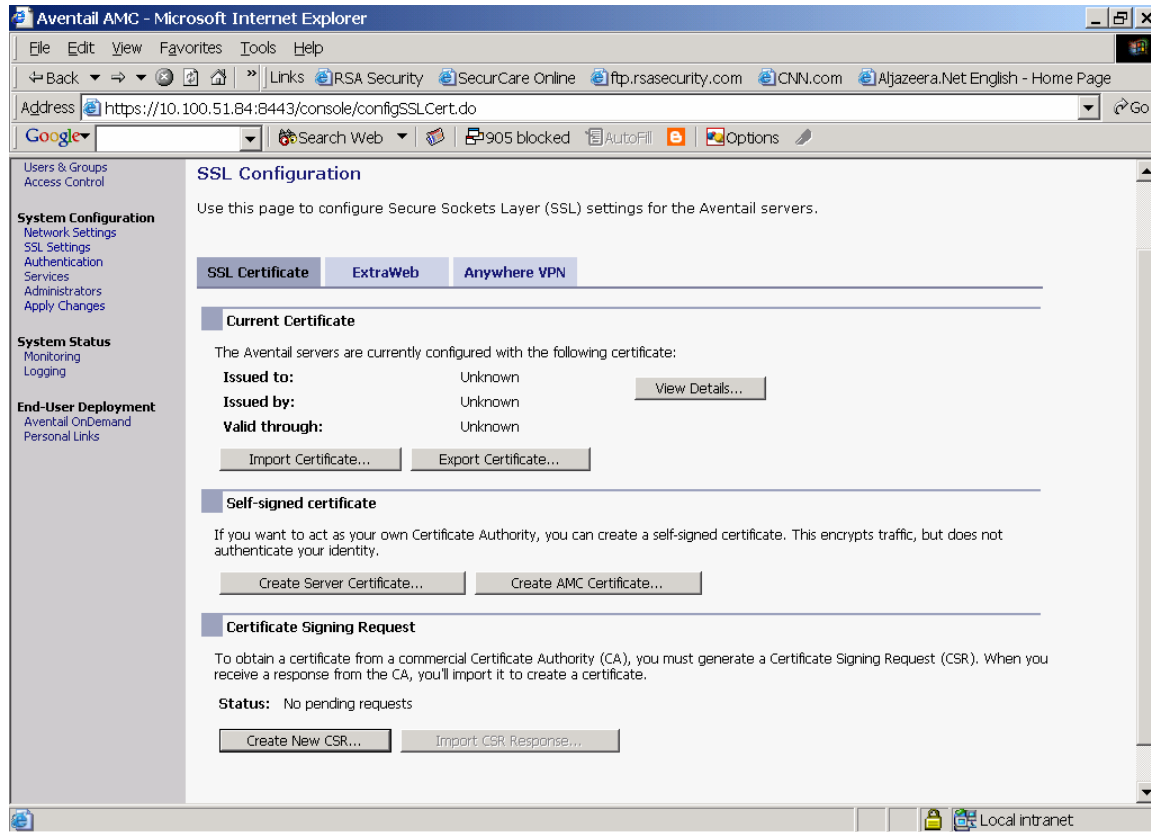 Aventail AMC - Microsoft Internet Explorer
File Edit View Favorites Tools Help
Back » Links RSA Security SecurCare Online ftp.rsasecurity.com CNN.com Aljazeera.Net English - Home Page
Address https://10.100.51.84:8443/console/configSSLCert.do Go
Google Search Web 905 blocked AutoFill Options
Users & Groups
Access Control
System Configuration
Network Settings
SSL Settings
Authentication
Services
Administrators
Apply Changes
System Status
Monitoring
Logging
End-User Deployment
Aventail OnDemand
Personal Links
SSL Configuration
Use this page to configure Secure Sockets Layer (SSL) settings for the Aventail servers.
SSL Certificate ExtraWeb Anywhere VPN
Current Certificate
The Aventail servers are currently configured with the following certificate:
Issued to: Unknown View Details...
Issued by: Unknown
Valid through: Unknown
Import Certificate... Export Certificate...
Self-signed certificate
If you want to act as your own Certificate Authority, you can create a self-signed certificate. This encrypts traffic, but does not
authenticate your identity.
Create Server Certificate... Create AMC Certificate...
Certificate Signing Request
To obtain a certificate from a commercial Certificate Authority (CA), you must generate a Certificate Signing Request (CSR). When you
receive a response from the CA, you'll import it to create a certificate.
Status: No pending requests
Create New CSR... Import CSR Response...
Local intranet